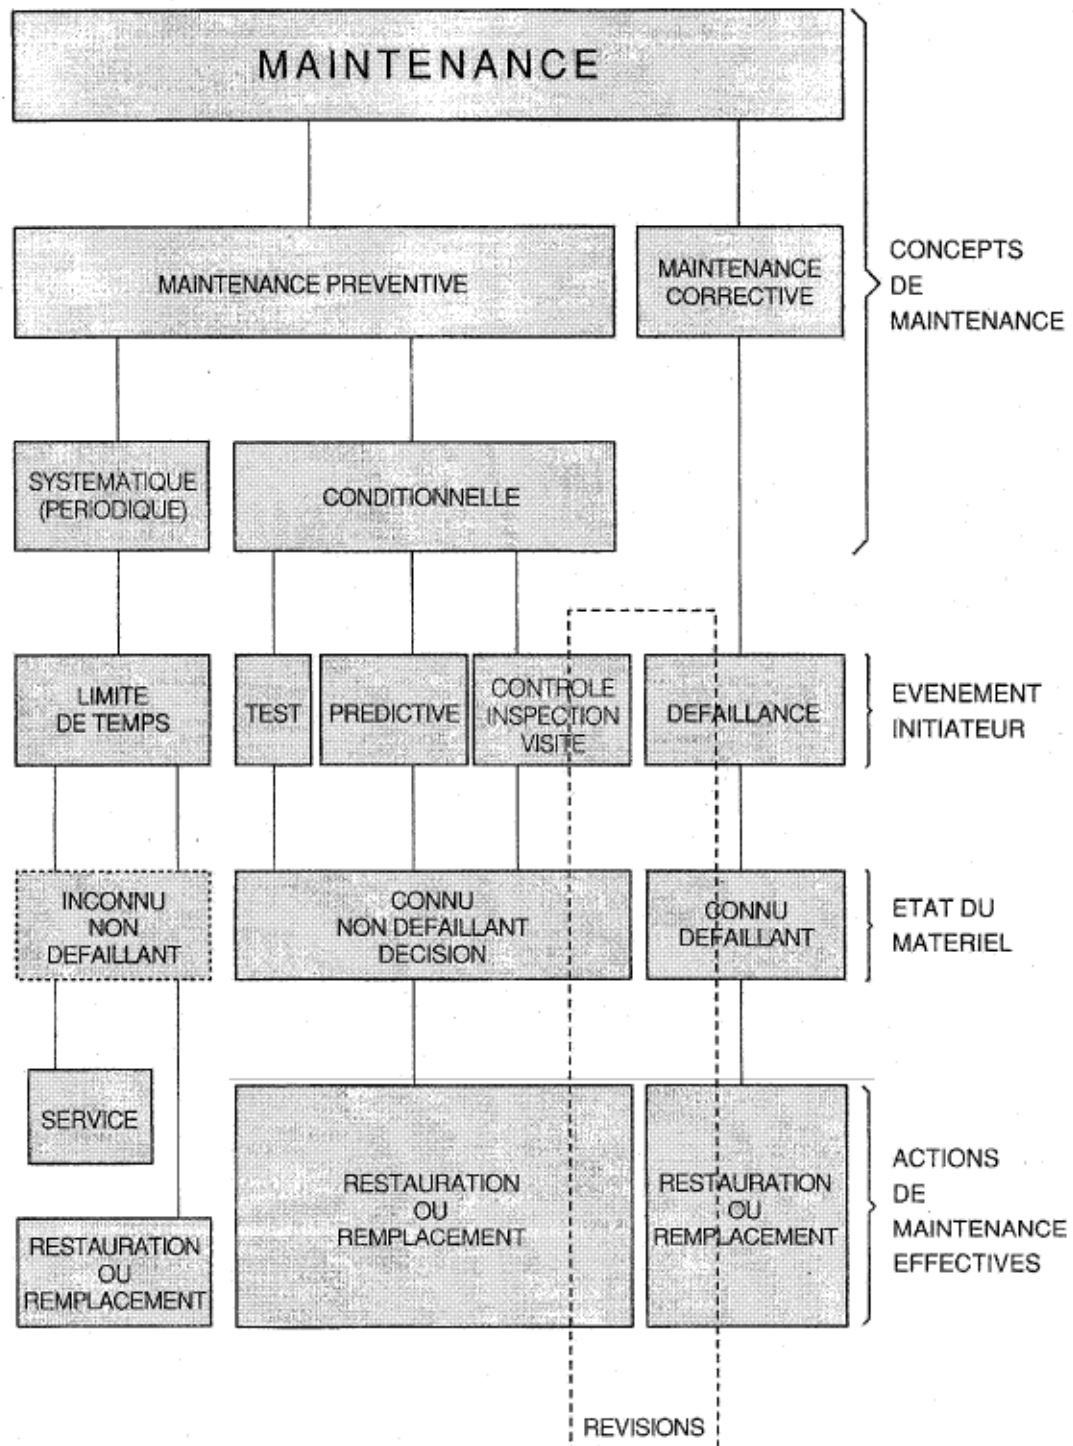 MAINTENANCE
MAINTENANCE PREVENTIVE
MAINTENANCE
CORRECTIVE
CONCEPTS
DE
MAINTENANCE
SYSTEMATIQUE
(PERIODIQUE)
CONDITIONNELLE
LIMITE
DE TEMPS
TEST
PREDICTIVE
CONTROLE
INSPECTION
VISITE
DEFAILLANCE
EVENEMENT
INITIATEUR
INCONNU
NON
DEFAILLANT
CONNU
NON DEFAILLANT
DECISION
CONNU
DEFAILLANT
ETAT DU
MATERIEL
SERVICE
RESTAURATION
OU
REMPLACEMENT
RESTAURATION
OU
REMPLACEMENT
RESTAURATION
OU
REMPLACEMENT
ACTIONS
DE
MAINTENANCE
EFFECTIVES
REVISIONS